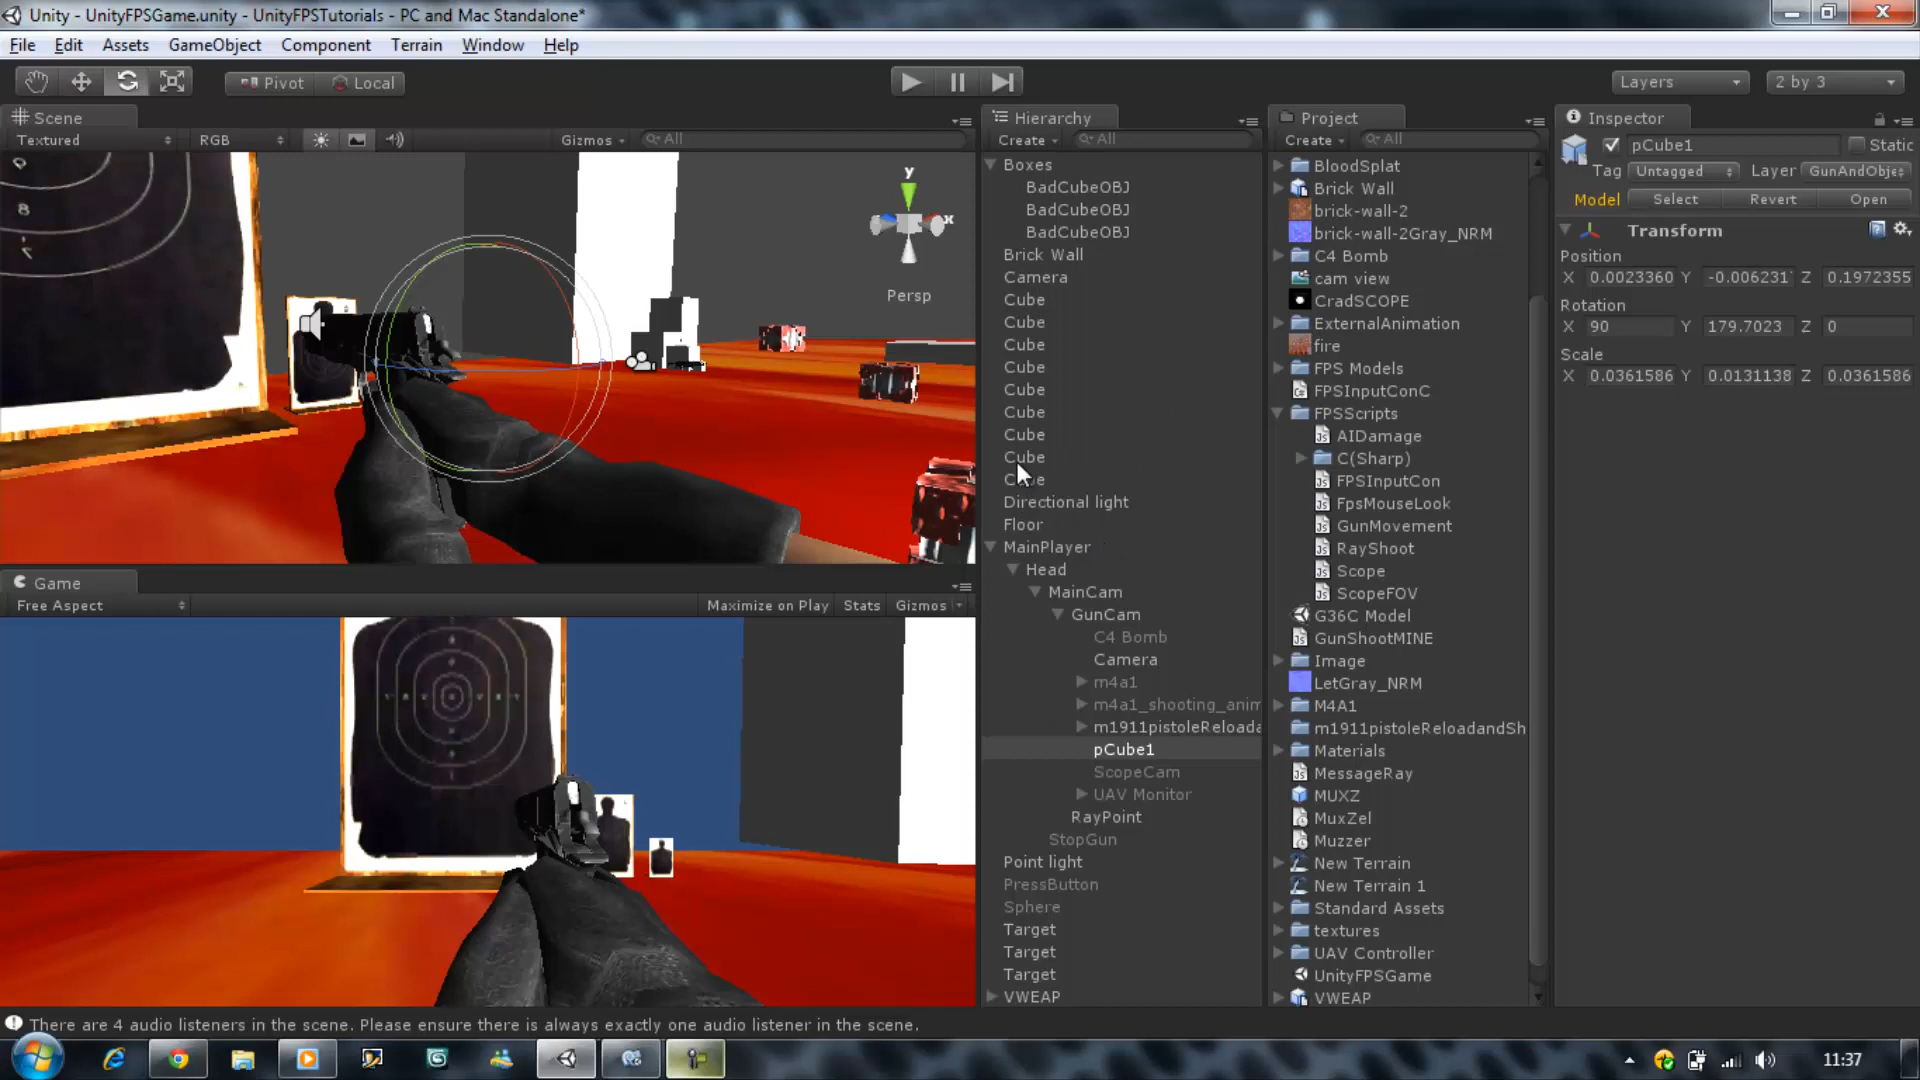 Unity - UnityFPSGame.unity - UnityFPSTutorials - PC and Mac Standalone*
File Edit Assets GameObject Component Terrain Window Help
Pivot Local Layers 2 by 3
Scene
Textured RGB Gizmos All
y
x
Persp
8
Game
Free Aspect Maximize on Play Stats Gizmos
Hierarchy
Create All
Boxes
BadCubeOBJ
BadCubeOBJ
BadCubeOBJ
Brick Wall
Camera
Cube
Cube
Cube
Cube
Cube
Cube
Cube
Cube
Cube
Directional light
Floor
MainPlayer
Head
MainCam
GunCam
C4 Bomb
Camera
m4a1
m4a1_shooting_anim
m1911pistoleReloada
pCube1
ScopeCam
UAV Monitor
RayPoint
StopGun
Point light
PressButton
Sphere
Target
Target
Target
VWEAP
Project
Create All
BloodSplat
Brick Wall
brick-wall-2
brick-wall-2Gray_NRM
C4 Bomb
cam view
CradSCOPE
ExternalAnimation
fire
FPS Models
FPSInputConC
FPSScripts
AIDamage
C(Sharp)
FPSInputCon
FpsMouseLook
GunMovement
RayShoot
Scope
ScopeFOV
G36C Model
GunShootMINE
Image
LetGray_NRM
M4A1
m1911pistoleReloadandSh
Materials
MessageRay
MUXZ
MuxZel
Muzzer
New Terrain
New Terrain 1
Standard Assets
textures
UAV Controller
UnityFPSGame
VWEAP
Inspector
pCube1 Static
Tag Untagged Layer GunAndObje
Model Select Revert Open
Transform
Position
X 0.0023360 Y -0.006231 Z 0.1972355
Rotation
X 90 Y 179.7023 Z 0
Scale
X 0.0361586 Y 0.0131138 Z 0.0361586
There are 4 audio listeners in the scene. Please ensure there is always exactly one audio listener in the scene.
11:37